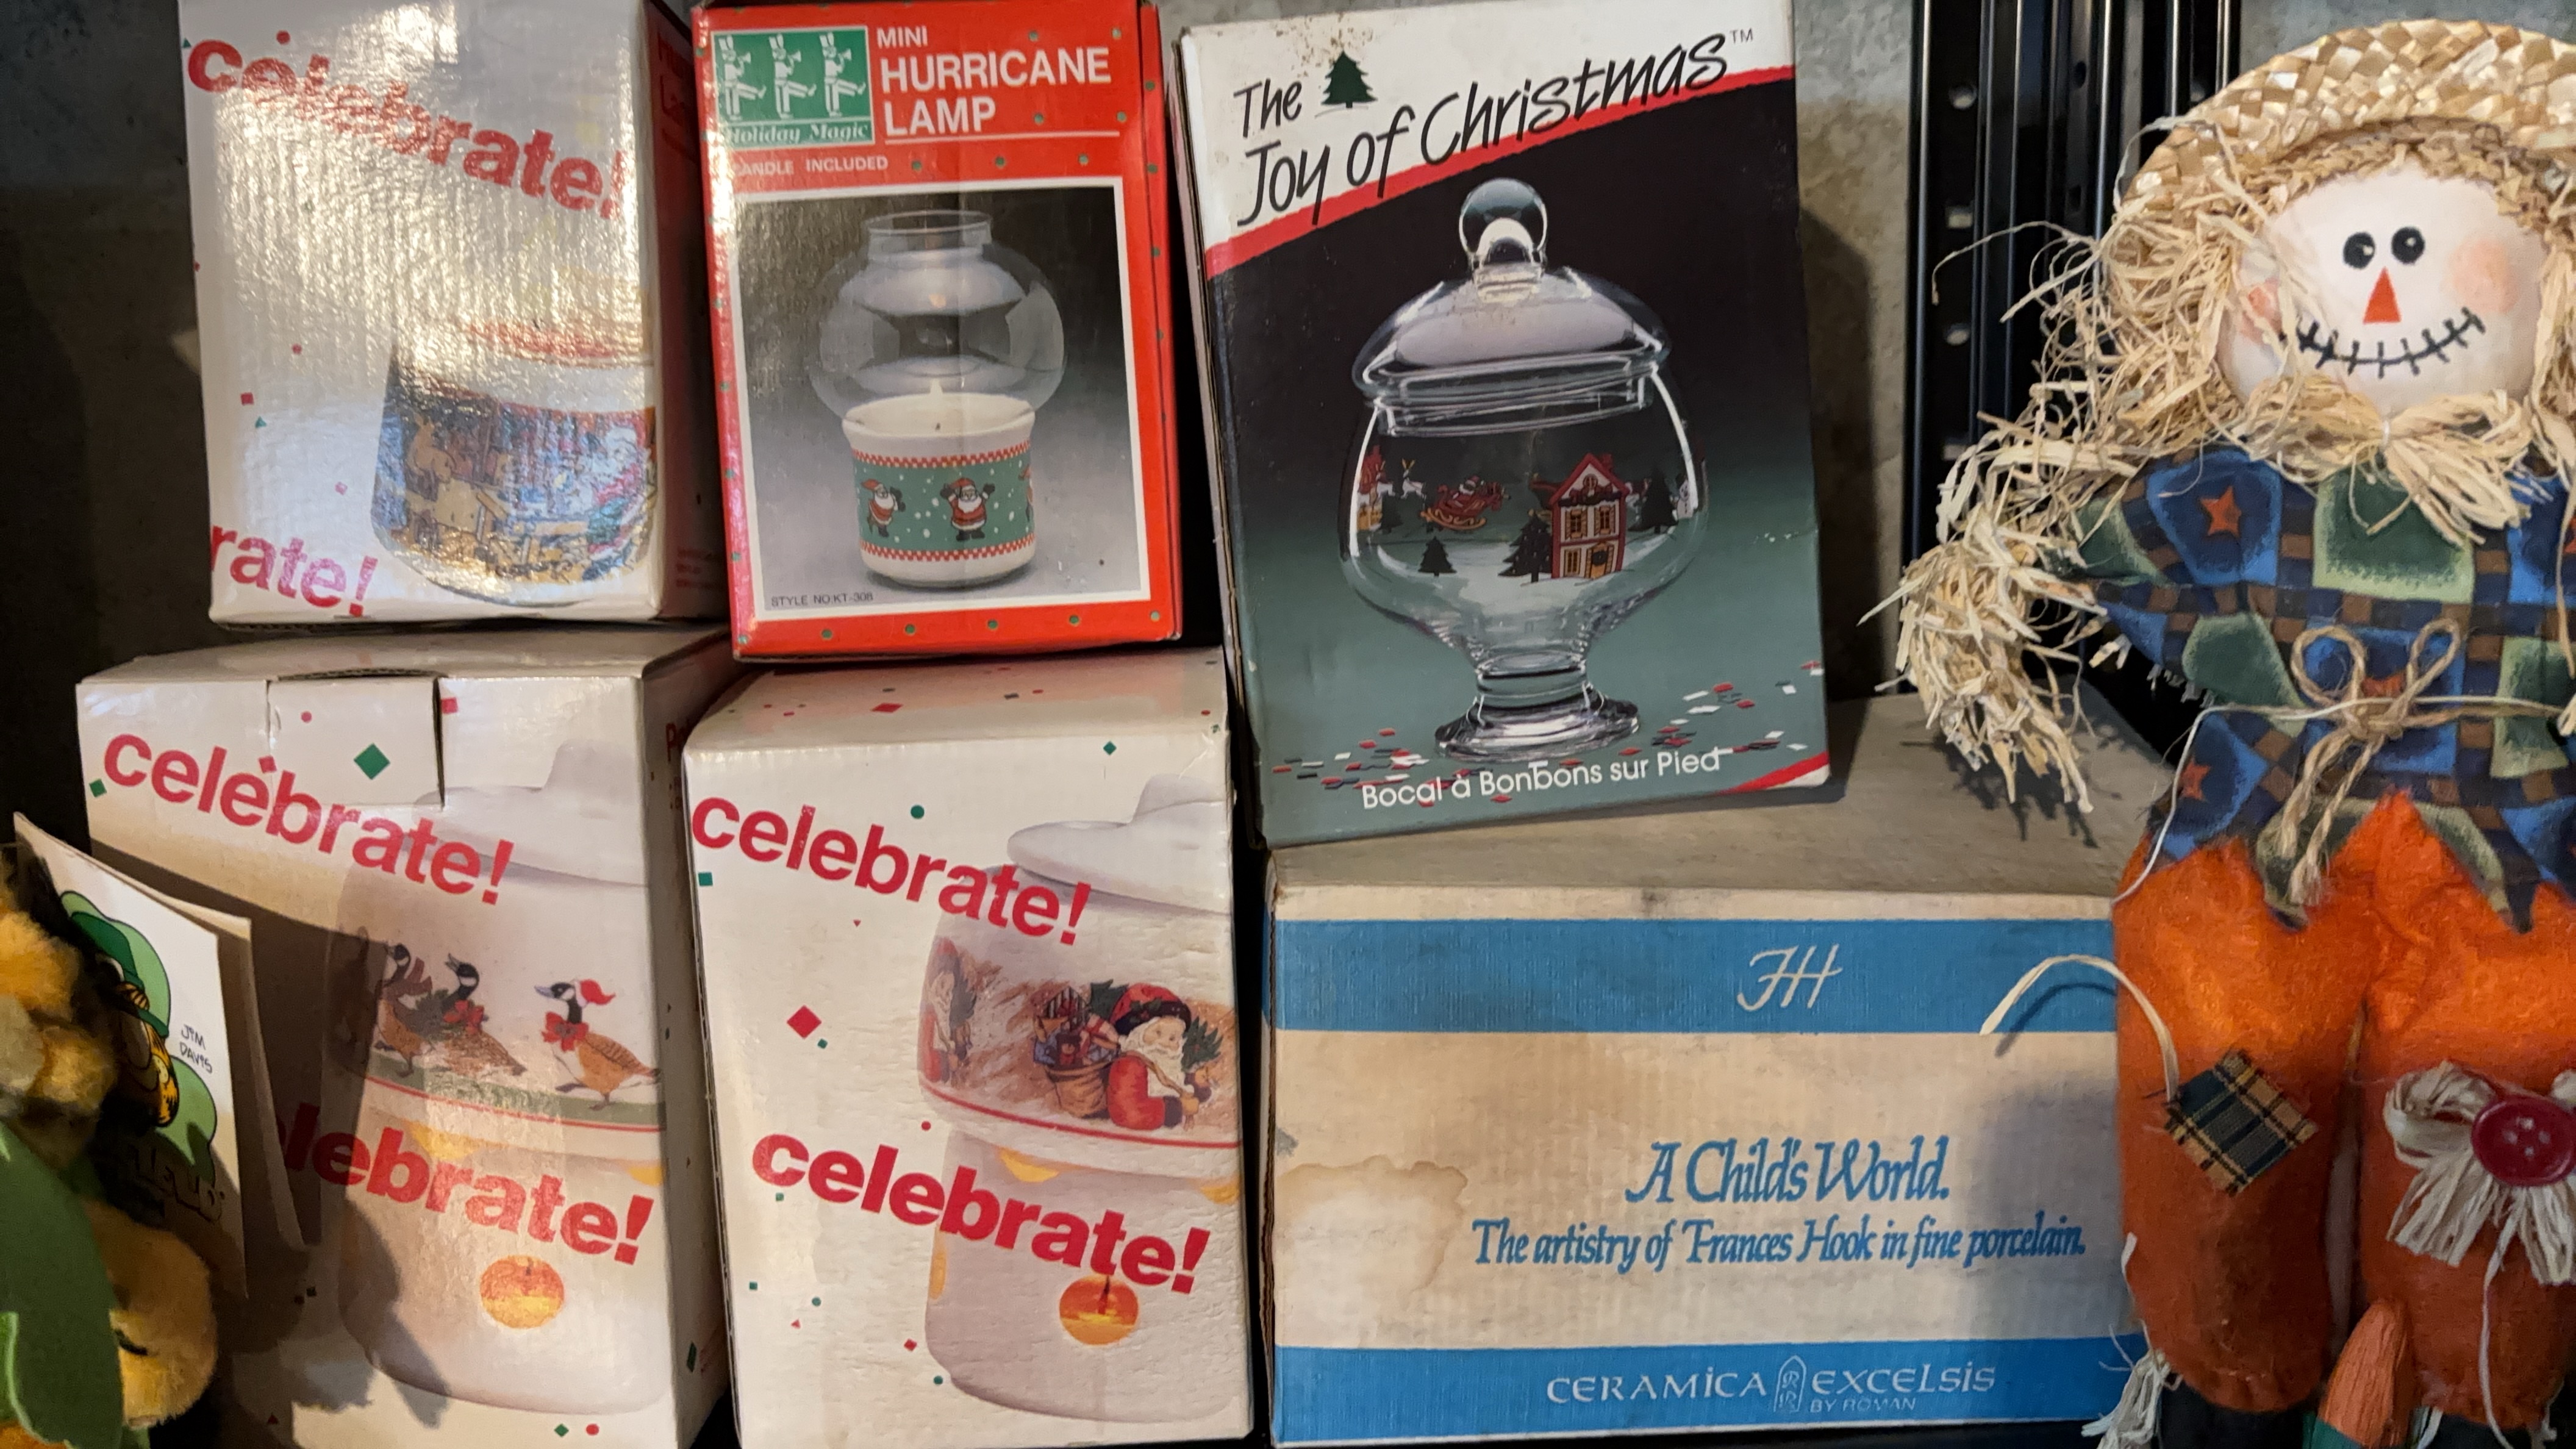 celebrate!
rate!
Holiday Magic
MINI
HURRICANE
LAMP
CANDLE INCLUDED
STYLE NO:KT-308
The
Joy of Christmas™
Bocal à Bonbons sur Pied
celebrate!
lebrate!
celebrate!
celebrate!
JIM
DAVIS
FH
A Child's World.
The artistry of Frances Hook in fine porcelain.
CERAMICA EXCELSIS
BY ROMAN